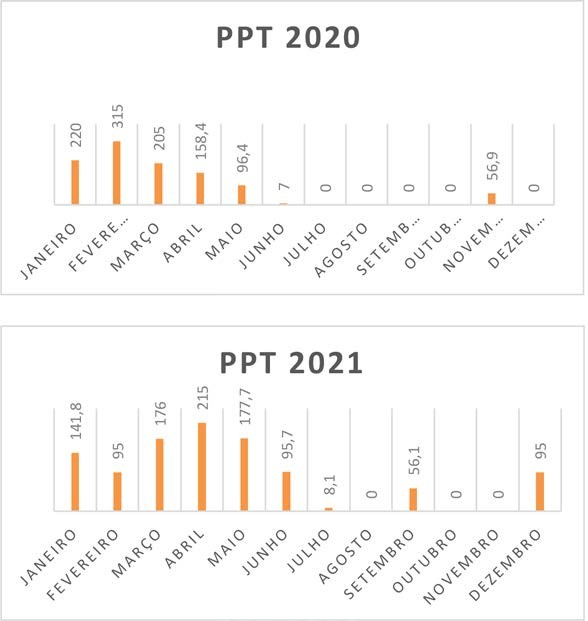 PPT 2020
220
315
205
158,4
96,4
7
0
0
0
0
56,9
0
JANEIRO
FEVERE...
MARÇO
ABRIL
MAIO
JUNHO
JULHO
AGOSTO
SETEMB...
OUTUB...
NOVEM...
DEZEM...
PPT 2021
141,8
95
176
215
177,7
95,7
8,1
0
56,1
0
0
95
JANEIRO
FEVEREIRO
MARÇO
ABRIL
MAIO
JUNHO
JULHO
AGOSTO
SETEMBRO
OUTUBRO
NOVEMBRO
DEZEMBRO